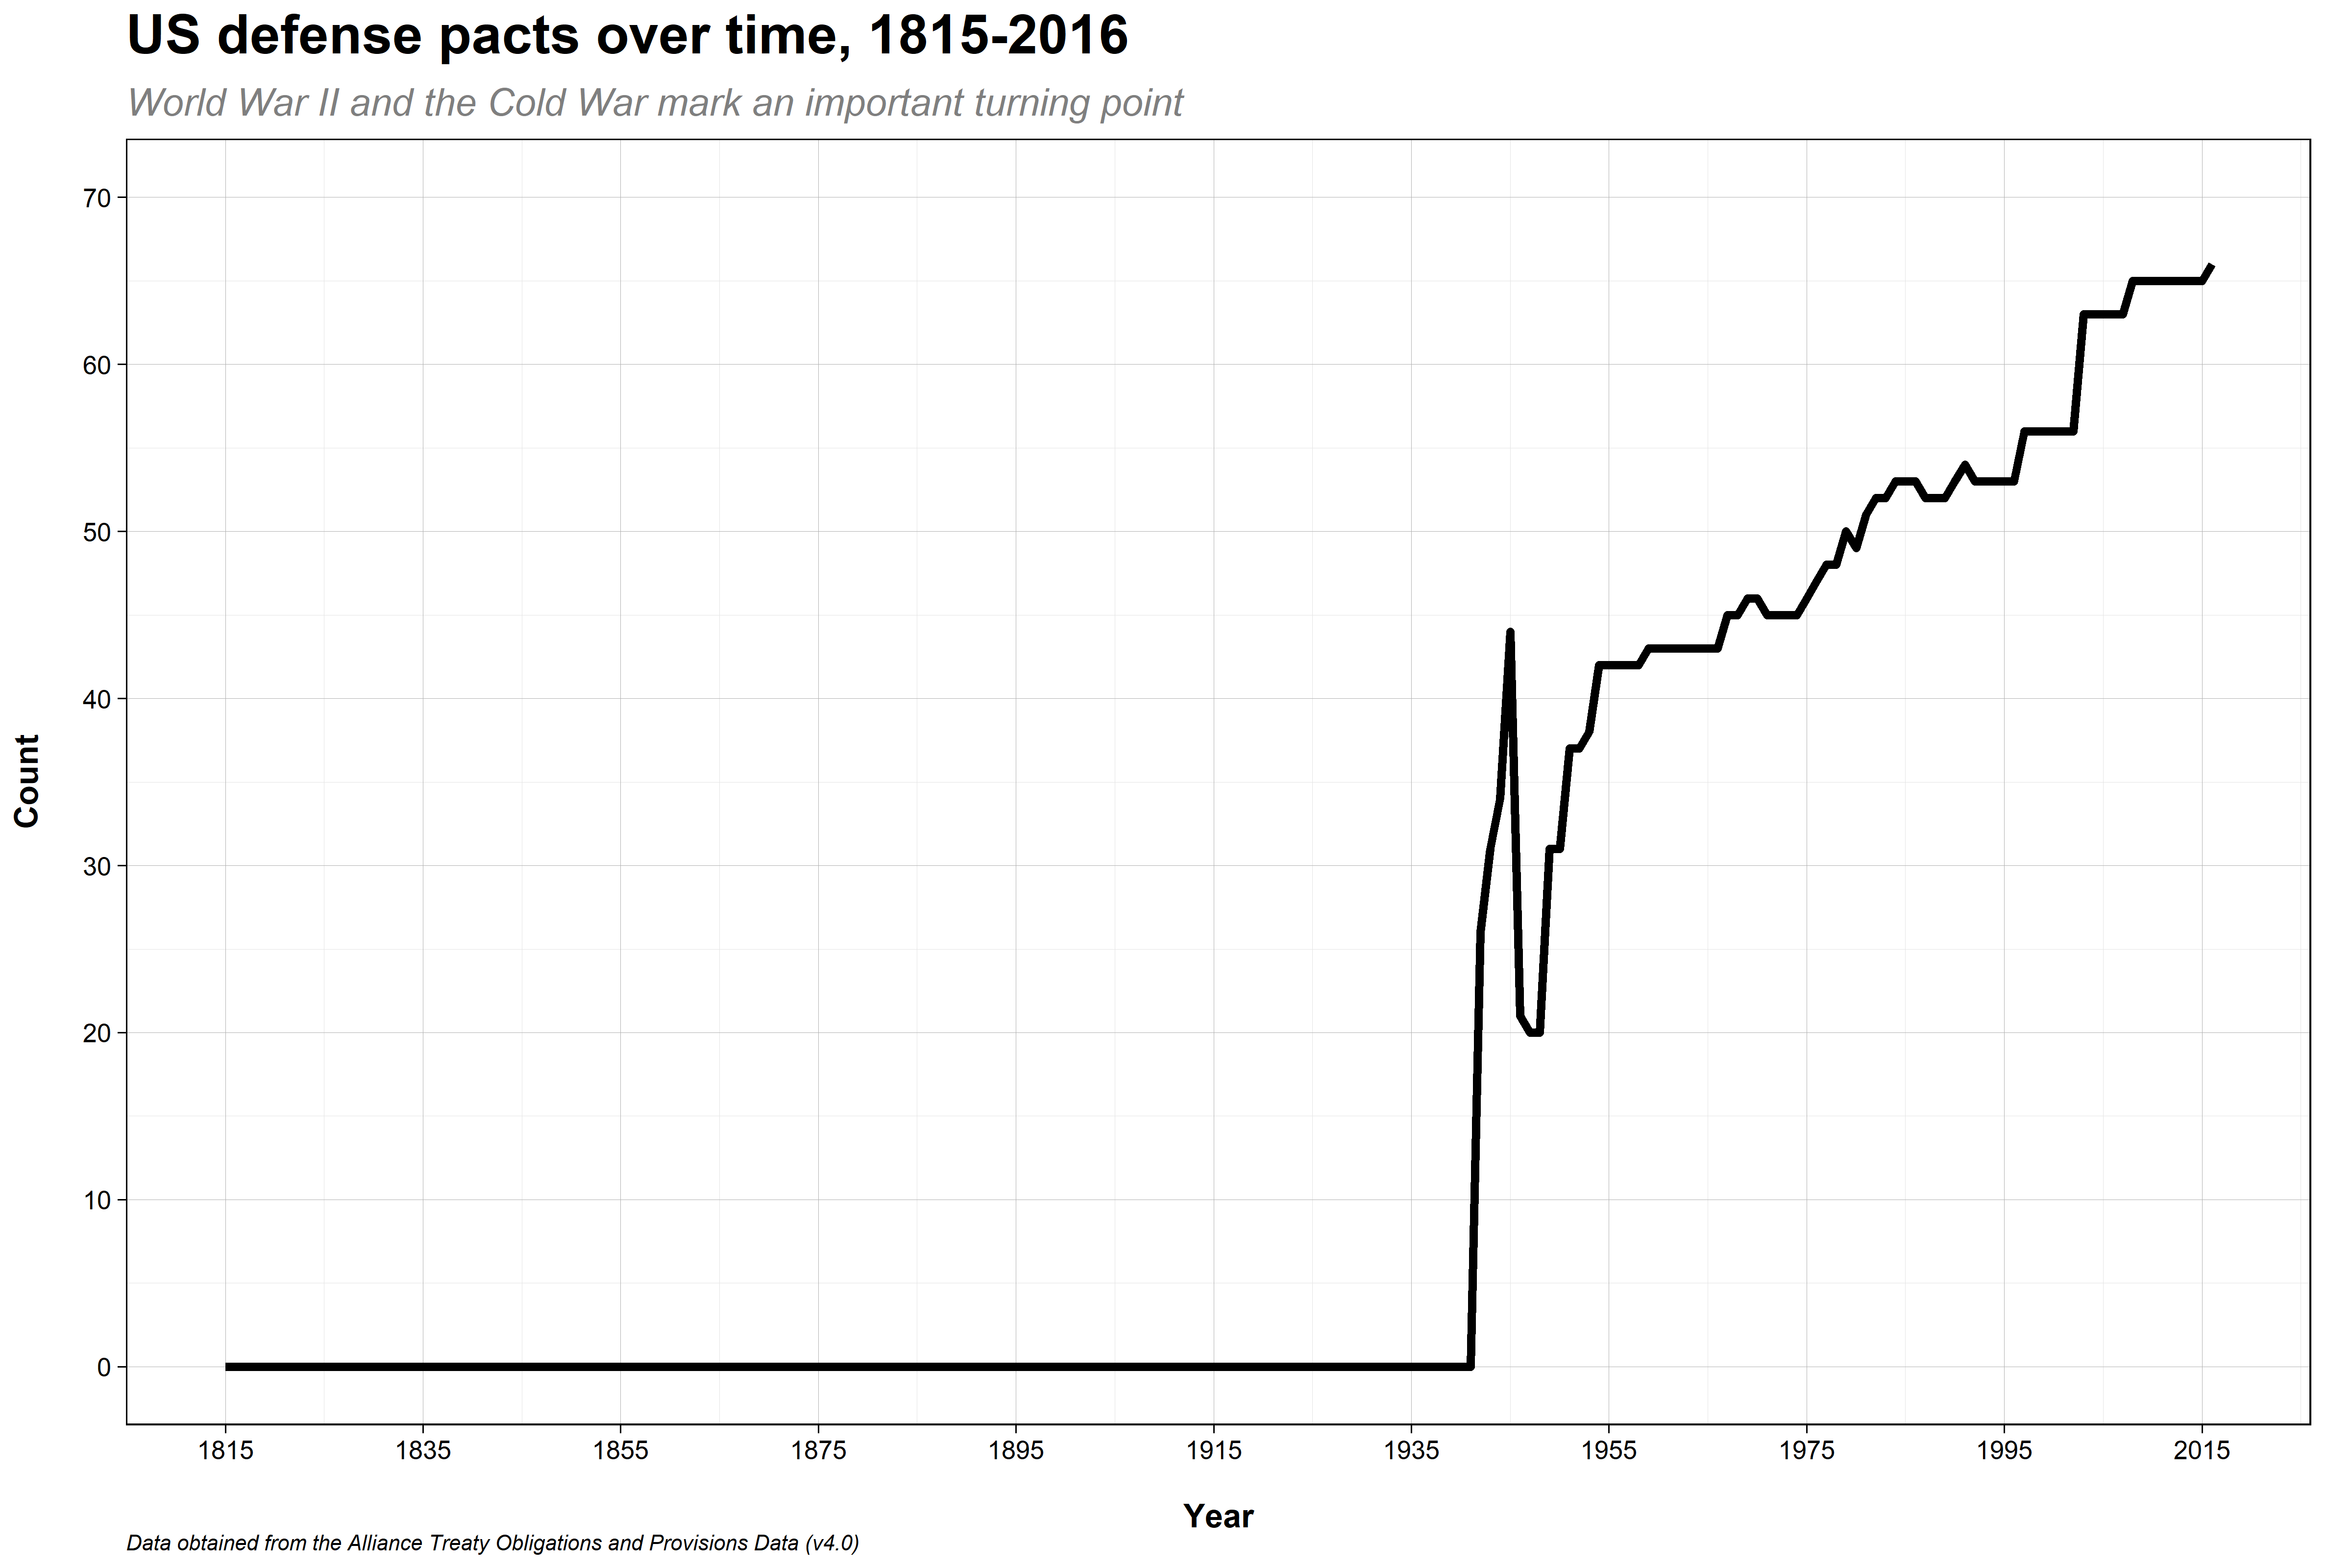 US defense pacts over time, 1815-2016
World War II and the Cold War mark an important turning point
70
60
50
40
30
20
10
0
Count
1815 1835 1855 1875 1895 1915 1935 1955 1975 1995 2015
Year
Data obtained from the Alliance Treaty Obligations and Provisions Data (v4.0)